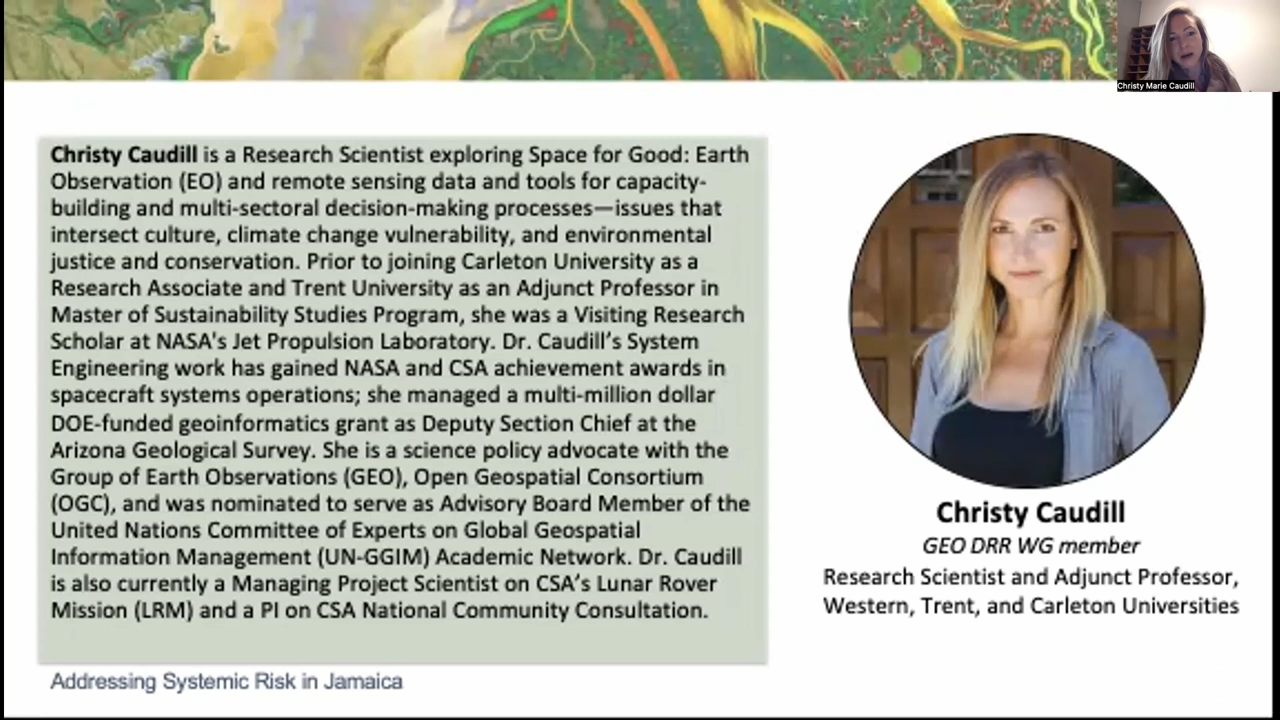 Christy Marie Caudill
Christy Caudill is a Research Scientist exploring Space for Good: Earth
Observation (EO) and remote sensing data and tools for capacity-
building and multi-sectoral decision-making processes—issues that
intersect culture, climate change vulnerability, and environmental
justice and conservation. Prior to joining Carleton University as a
Research Associate and Trent University as an Adjunct Professor in
Master of Sustainability Studies Program, she was a Visiting Research
Scholar at NASA's Jet Propulsion Laboratory. Dr. Caudill’s System
Engineering work has gained NASA and CSA achievement awards in
spacecraft systems operations; she managed a multi-million dollar
DOE-funded geoinformatics grant as Deputy Section Chief at the
Arizona Geological Survey. She is a science policy advocate with the
Group of Earth Observations (GEO), Open Geospatial Consortium
(OGC), and was nominated to serve as Advisory Board Member of the
United Nations Committee of Experts on Global Geospatial
Information Management (UN-GGIM) Academic Network. Dr. Caudill
is also currently a Managing Project Scientist on CSA’s Lunar Rover
Mission (LRM) and a PI on CSA National Community Consultation.
Christy Caudill
GEO DRR WG member
Research Scientist and Adjunct Professor,
Western, Trent, and Carleton Universities
Addressing Systemic Risk in Jamaica